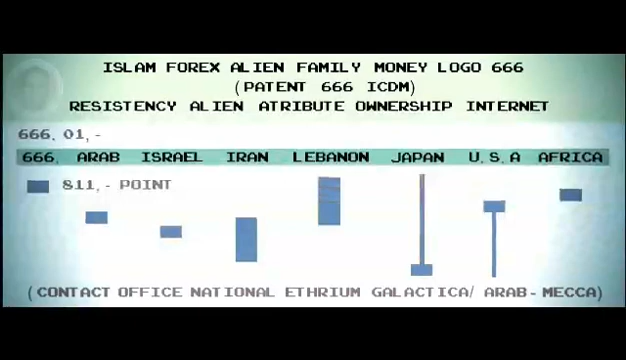 ISLAM FOREX ALIEN FAMILY MONEY LOGO 666
(PATENT 666 ICDM)
RESISTENCY ALIEN ATRIBUTE OWNERSHIP INTERNET
666, 01, -
666, ARAB ISRAEL IRAN LEBANON JAPAN U.S.A AFRICA
811,- POINT
(CONTACT OFFICE NATIONAL ETHRIUM GALACTICA/ ARAB-MECCA)